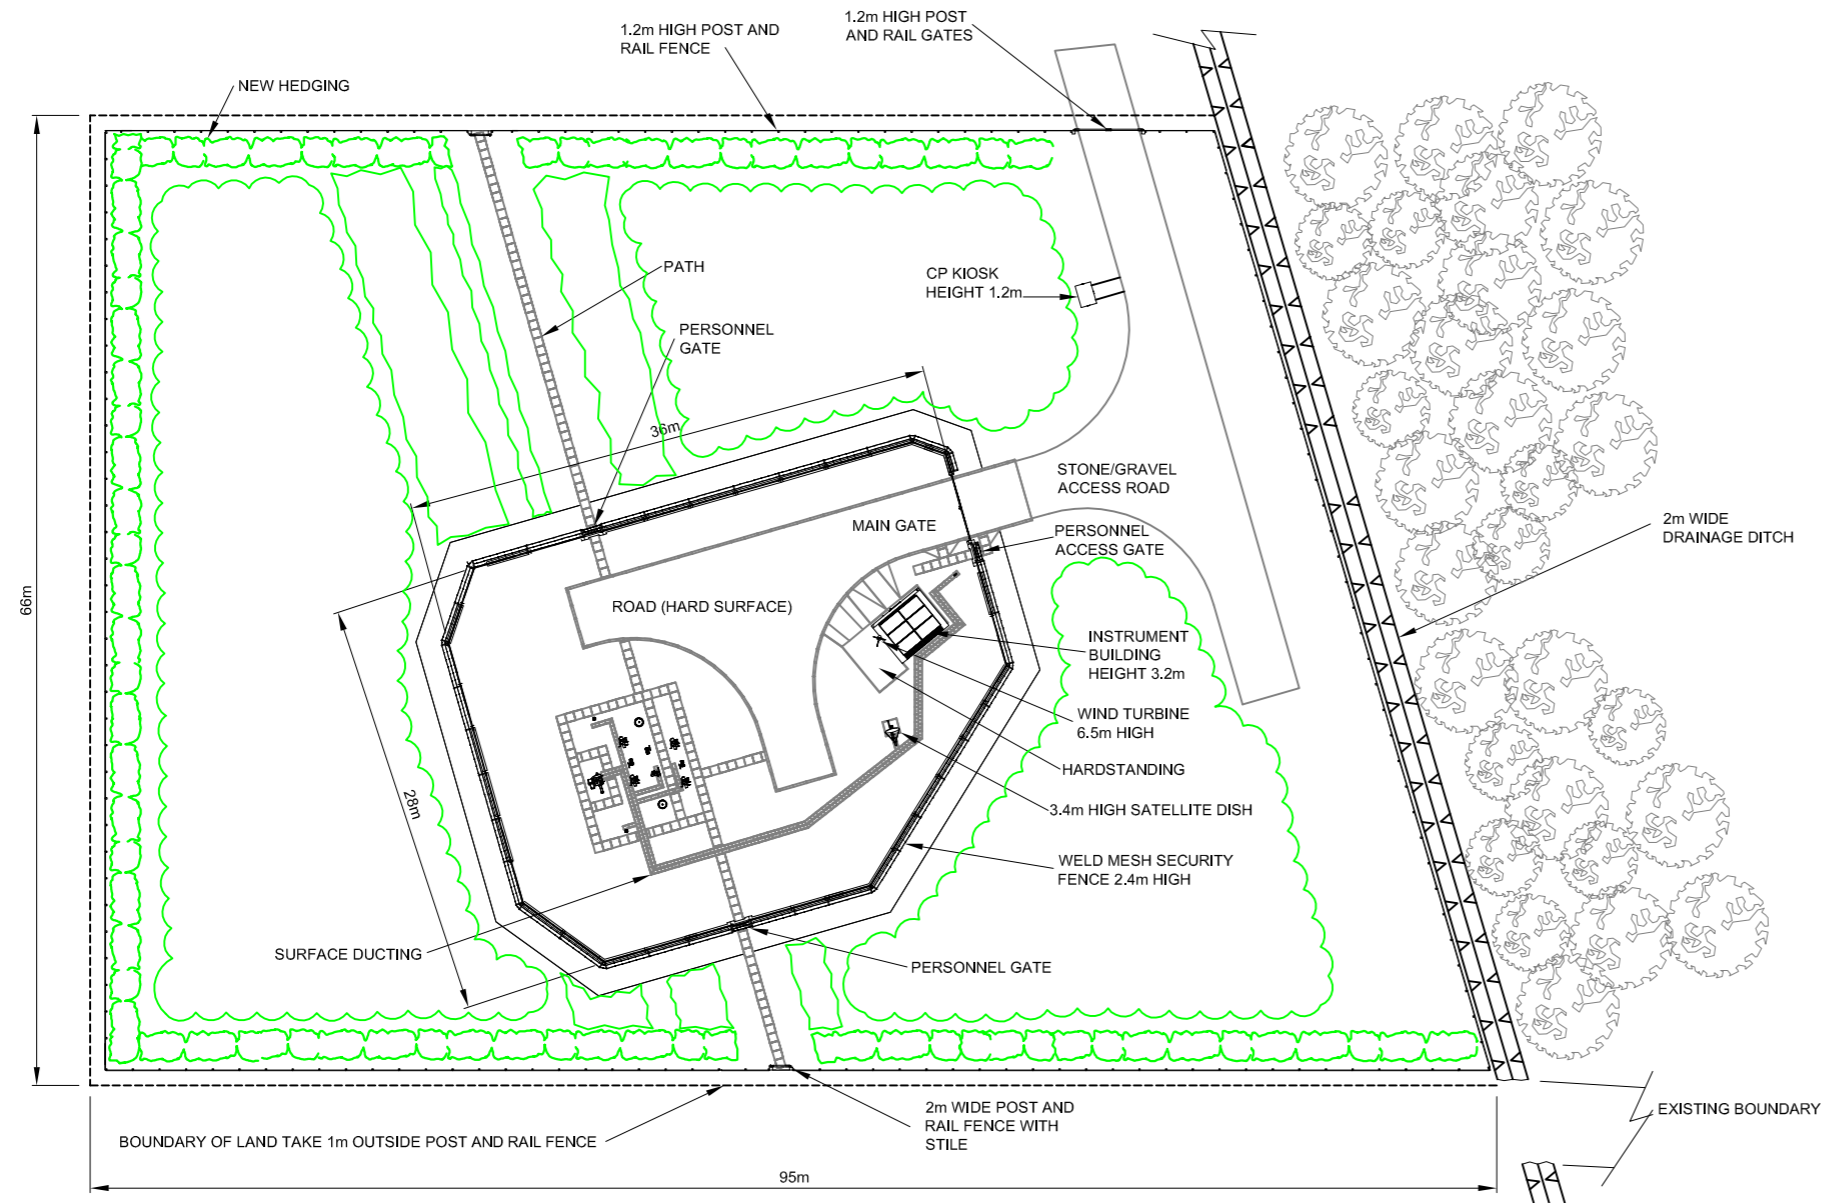 1.2m HIGH POST
AND RAIL GATES
1.2m HIGH POST AND
RAIL FENCE
NEW HEDGING
PATH
CP KIOSK
HEIGHT 1.2m
PERSONNEL
GATE
36m
STONE/GRAVEL
ACCESS ROAD
MAIN GATE
2m WIDE
DRAINAGE DITCH
PERSONNEL
ACCESS GATE
66m
ROAD (HARD SURFACE)
INSTRUMENT
BUILDING
HEIGHT 3.2m
WIND TURBINE
6.5m HIGH
HARDSTANDING
28m
3.4m HIGH SATELLITE DISH
WELD MESH SECURITY
FENCE 2.4m HIGH
SURFACE DUCTING
PERSONNEL GATE
2m WIDE POST AND
RAIL FENCE WITH
STILE
EXISTING BOUNDARY
BOUNDARY OF LAND TAKE 1m OUTSIDE POST AND RAIL FENCE
95m